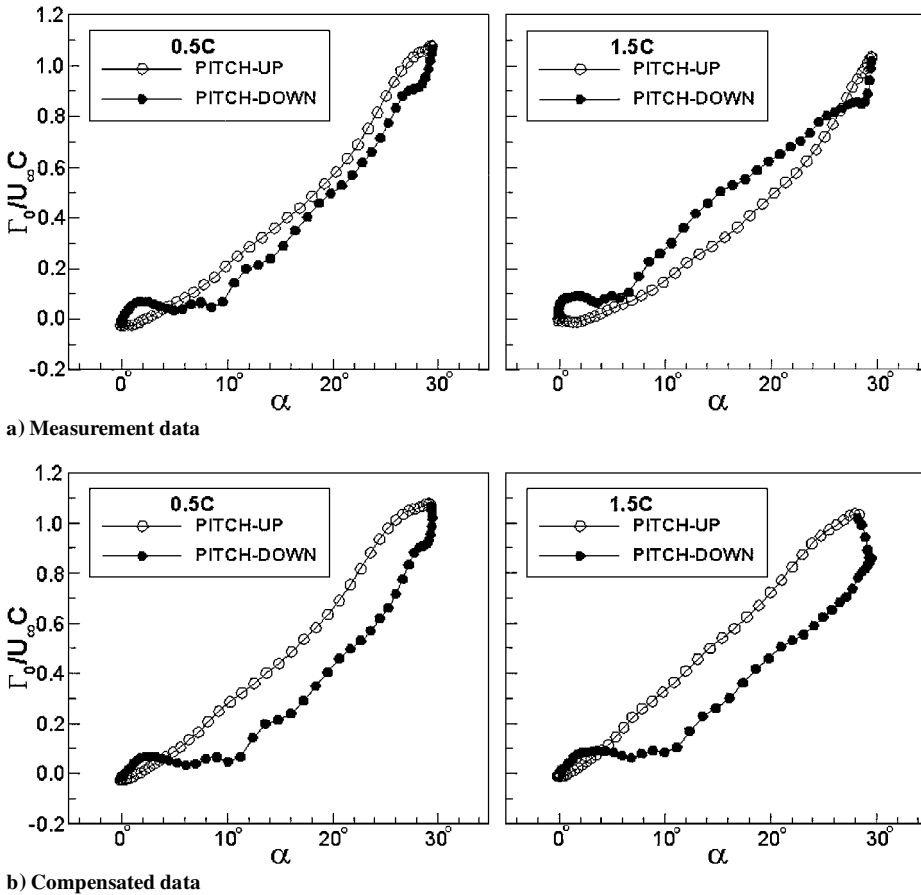 0.5C
PITCH-UP
PITCH-DOWN
1.5C
PITCH-UP
PITCH-DOWN
Γ₀/U∞C
1.2
1.0
0.8
0.6
0.4
0.2
0.0
-0.2
0° 10° 20° 30°
0° 10° 20° 30°
α
α
a) Measurement data
0.5C
PITCH-UP
PITCH-DOWN
1.5C
PITCH-UP
PITCH-DOWN
Γ₀/U∞C
1.2
1.0
0.8
0.6
0.4
0.2
0.0
-0.2
0° 10° 20° 30°
0° 10° 20° 30°
α
α
b) Compensated data